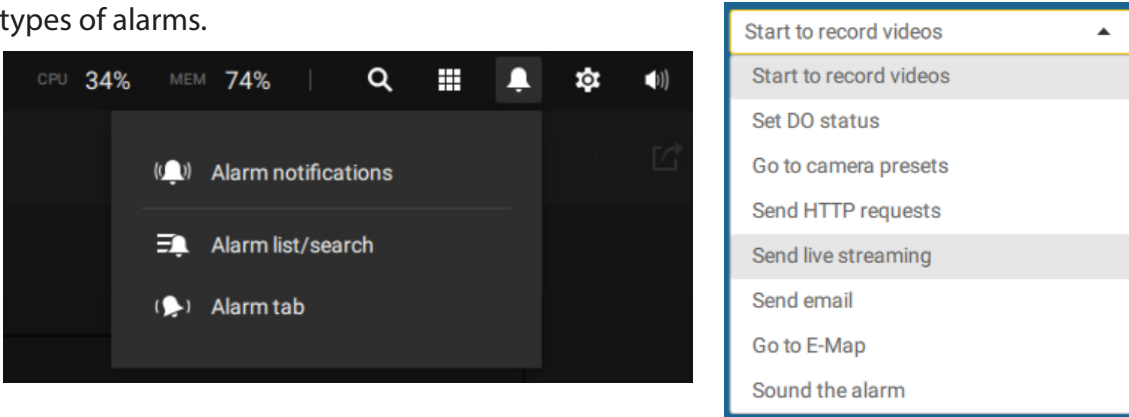 types of alarms.
CPU 34% MEM 74%
Alarm notifications
Alarm list/search
Alarm tab
Start to record videos
Start to record videos
Set DO status
Go to camera presets
Send HTTP requests
Send live streaming
Send email
Go to E-Map
Sound the alarm